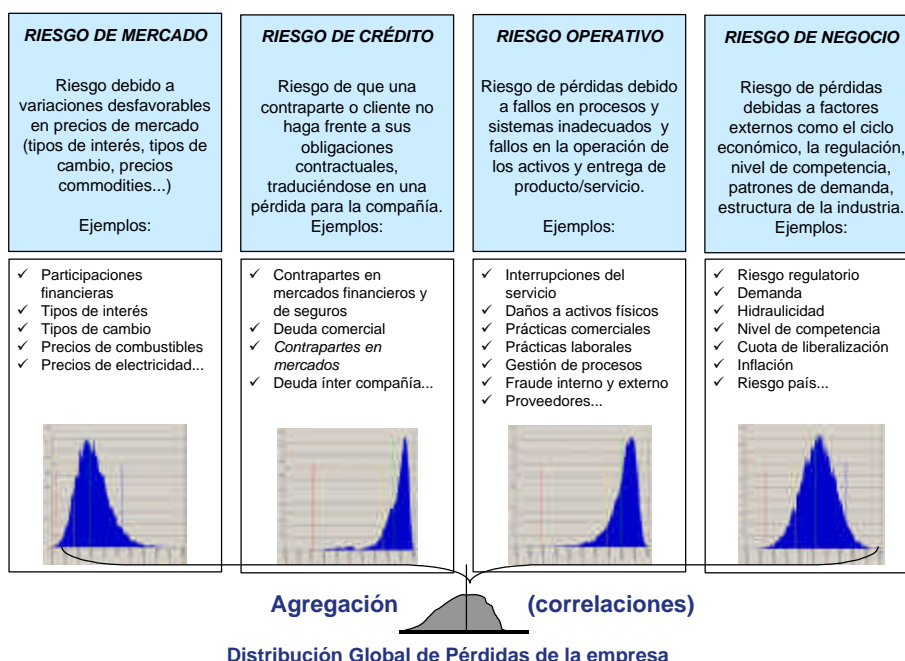 RIESGO DE MERCADO
Riesgo debido a
variaciones desfavorables
en precios de mercado
(tipos de interés, tipos de
cambio, precios
commodities...)
Ejemplos:
✓ Participaciones
financieras
✓ Tipos de interés
✓ Tipos de cambio
✓ Precios de combustibles
✓ Precios de electricidad...
RIESGO DE CRÉDITO
Riesgo de que una
contraparte o cliente no
haga frente a sus
obligaciones
contractuales,
traduciéndose en una
pérdida para la compañía.
Ejemplos:
✓ Contrapartes en
mercados financieros y
de seguros
✓ Deuda comercial
✓ Contrapartes en
mercados
✓ Deuda ínter compañía...
RIESGO OPERATIVO
Riesgo de pérdidas debido
a fallos en procesos y
sistemas inadecuados y
fallos en la operación de
los activos y entrega de
producto/servicio.
Ejemplos:
✓ Interrupciones del
servicio
✓ Daños a activos físicos
✓ Prácticas comerciales
✓ Prácticas laborales
✓ Gestión de procesos
✓ Fraude interno y externo
✓ Proveedores...
RIESGO DE NEGOCIO
Riesgo de pérdidas
debidas a factores
externos como el ciclo
económico, la regulación,
nivel de competencia,
patrones de demanda,
estructura de la industria.
Ejemplos:
✓ Riesgo regulatorio
✓ Demanda
✓ Hidraulicidad
✓ Nivel de competencia
✓ Cuota de liberalización
✓ Inflación
✓ Riesgo país...
Agregación (correlaciones)
Distribución Global de Pérdidas de la empresa